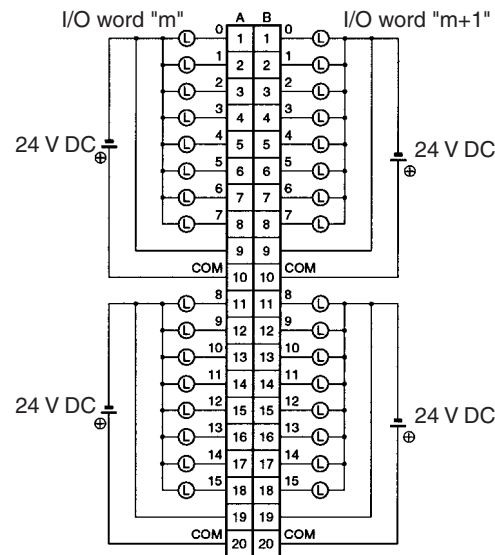 I/O word "m" A B I/O word "m+1"
L 0 1 1 0 L
L 1 2 2 1 L
L 2 3 3 2 L
L 3 4 4 3 L
24 V DC L 4 5 5 4 L 24 V DC
⊕ L 5 6 6 5 L ⊕
L 6 7 7 6 L
L 7 8 8 7 L
9 9
COM 10 10 COM
L 8 11 11 8 L
L 9 12 12 9 L
L 10 13 13 10 L
L 11 14 14 11 L
24 V DC L 12 15 15 12 L 24 V DC
⊕ L 13 16 16 13 L ⊕
L 14 17 17 14 L
L 15 18 18 15 L
19 19
COM 20 20 COM